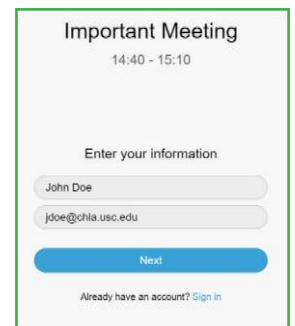 Important Meeting
14:40 - 15:10
Enter your information
John Doe
jdoe@chla.usc.edu
Next
Already have an account? Sign in